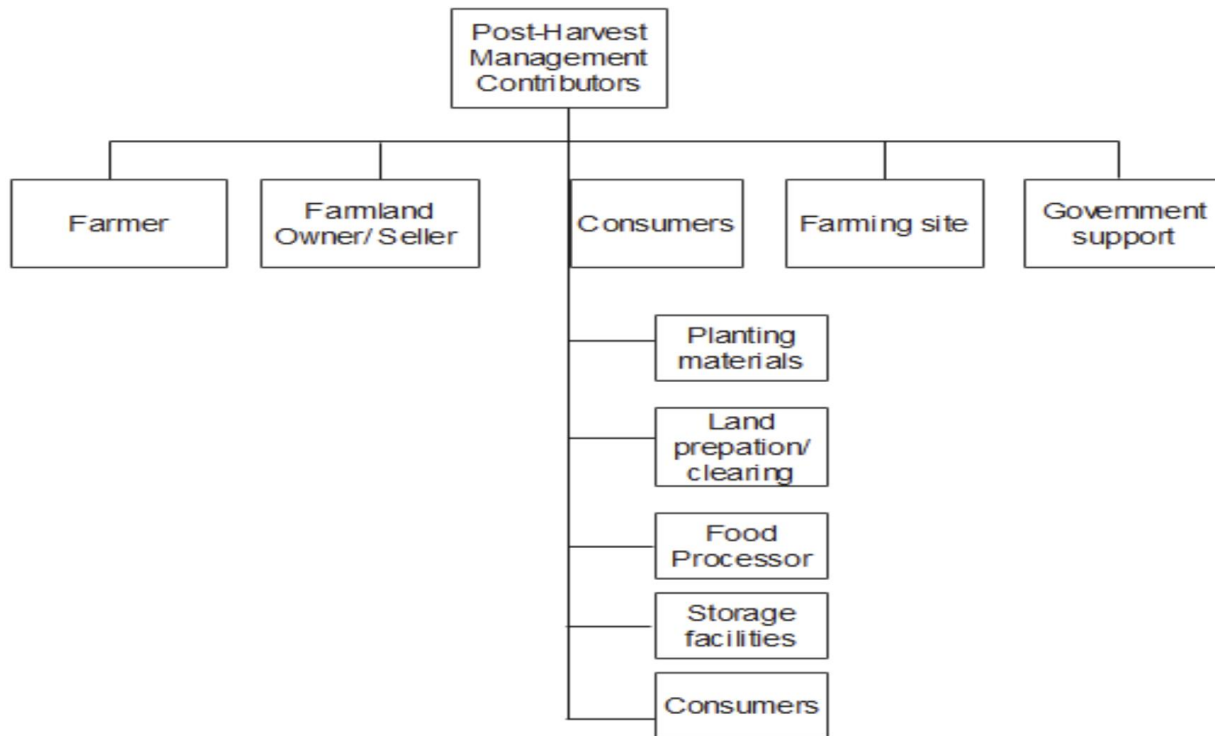 Post-Harvest
Management
Contributors
Farmer
Farmland
Owner/ Seller
Consumers
Farming site
Government
support
Planting
materials
Land
prepation/
clearing
Food
Processor
Storage
facilities
Consumers